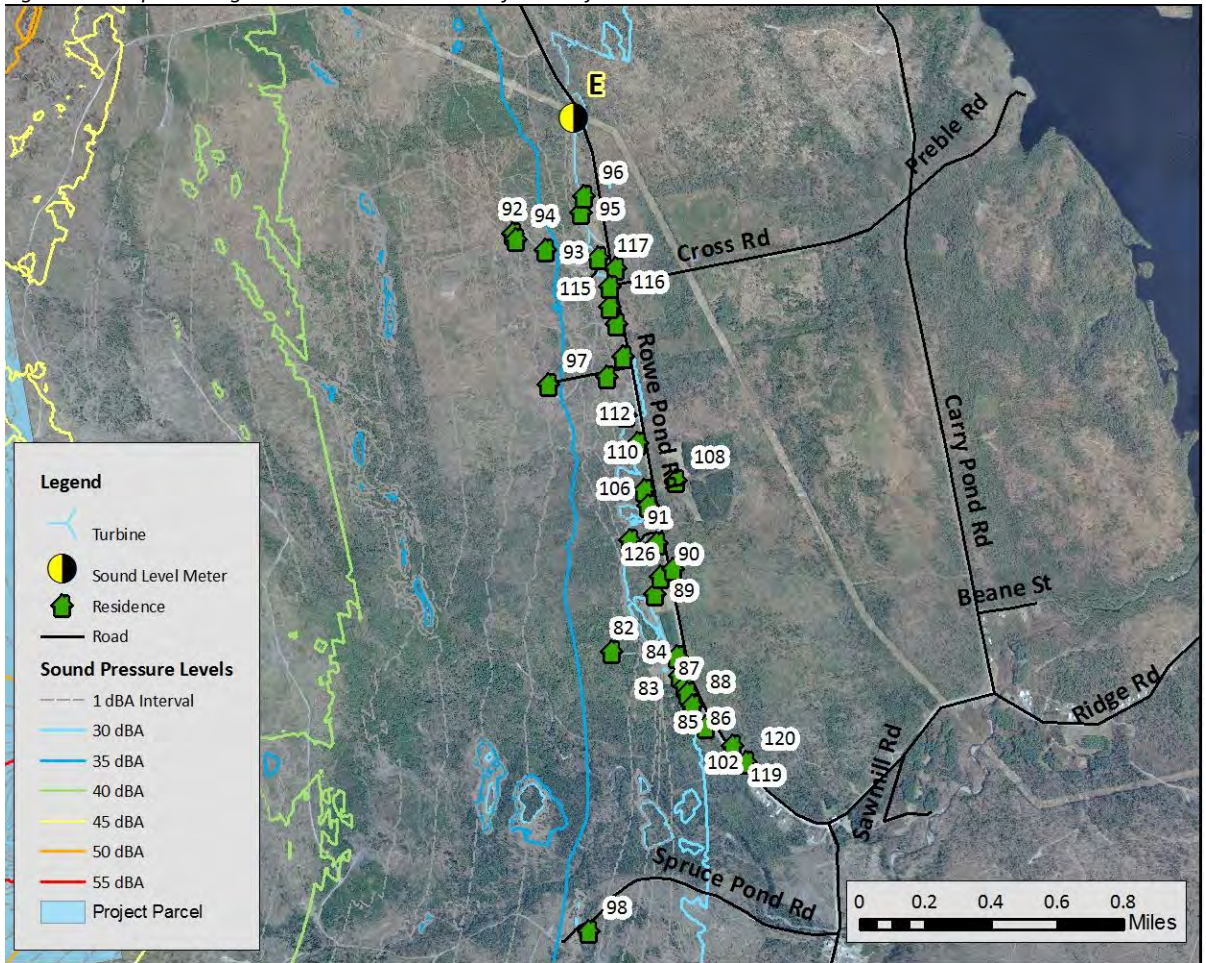 E
96
95
92
94
93
117
Cross Rd
Preble Rd
115
116
97
Rowe Pond Rd
112
110
108
106
91
126
90
89
Carry Pond Rd
Beane St
82
84
87
83
88
85
86
120
102
119
Ridge Rd
Sawmill Rd
Spruce Pond Rd
98
Legend
Turbine
Sound Level Meter
Residence
Road
Sound Pressure Levels
1 dBA Interval
30 dBA
35 dBA
40 dBA
45 dBA
50 dBA
55 dBA
Project Parcel
0 0.2 0.4 0.8
Miles